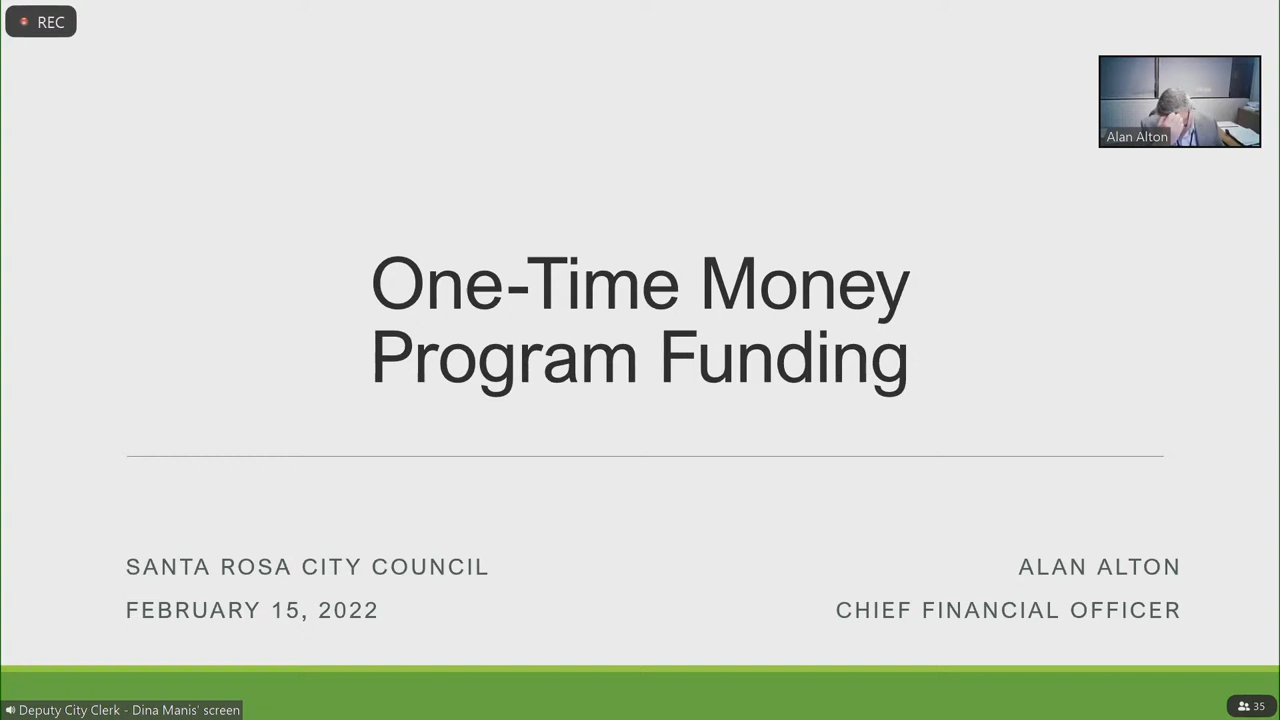 REC
Alan Alton
One-Time Money
Program Funding
SANTA ROSA CITY COUNCIL
FEBRUARY 15, 2022
ALAN ALTON
CHIEF FINANCIAL OFFICER
Deputy City Clerk - Dina Manis' screen
35